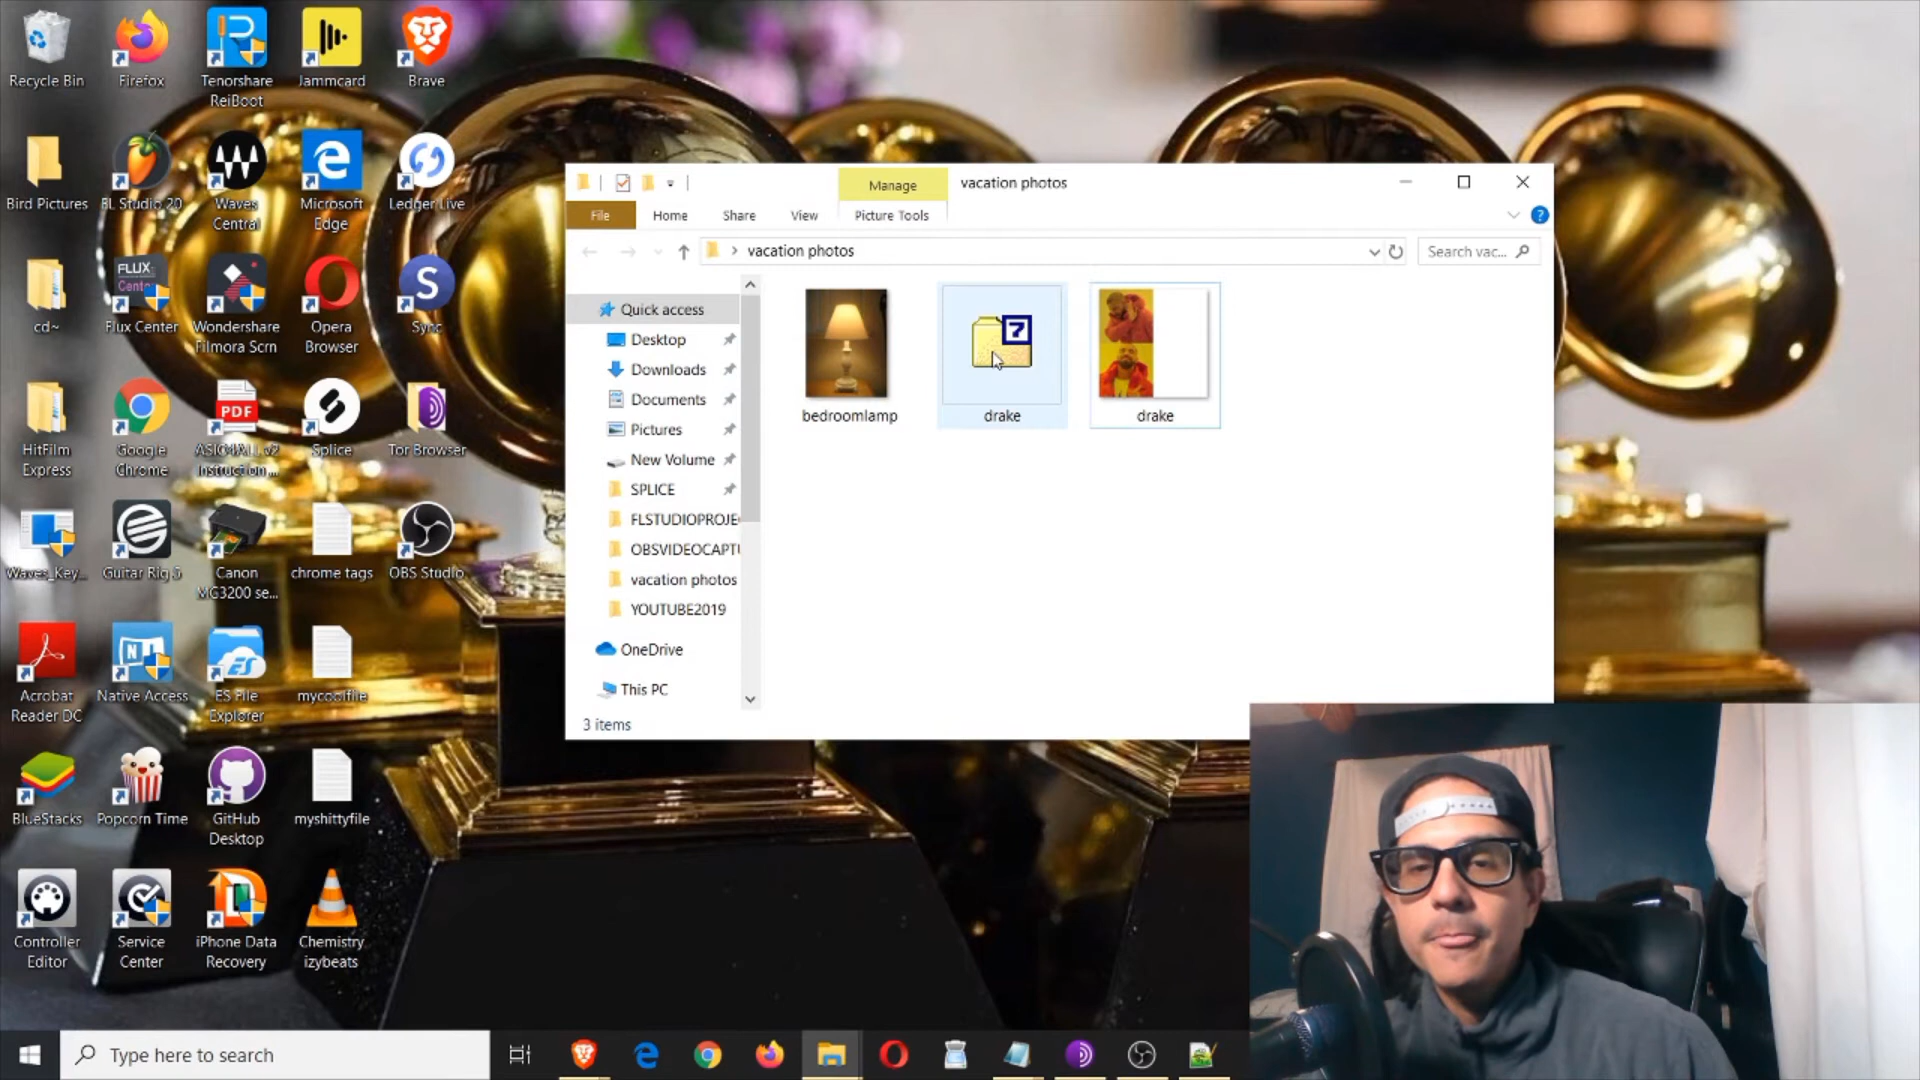 Recycle Bin
Firefox
Tenorshare
ReiBoot
Jammcard
Brave
Bird Pictures
FL Studio 20
Waves
Central
Microsoft
Edge
Ledger Live
cd~
FLUX:
Center
Flux Center
Wondershare
Filmora Scrn
Opera
Browser
Sync
HitFilm
Express
Google
Chrome
PDF
ASIO4ALL v2
Instruction ...
Splice
Tor Browser
Waves_Key...
Guitar Rig 5
Canon
MG3200 se...
chrome tags
OBS Studio
Acrobat
Reader DC
Native Access
ES File
Explorer
mycoolfile
BlueStacks
Popcorn Time
GitHub
Desktop
myshittyfile
Controller
Editor
Service
Center
iPhone Data
Recovery
Chemistry
izybeats
Manage
vacation photos
File
Home
Share
View
Picture Tools
vacation photos
Search vac...
Quick access
Desktop
Downloads
Documents
Pictures
New Volume
SPLICE
FLSTUDIOPROJE
OBSVIDEOCAPTU
vacation photos
YOUTUBE2019
OneDrive
This PC
3 items
bedroomlamp
7
drake
drake
Type here to search